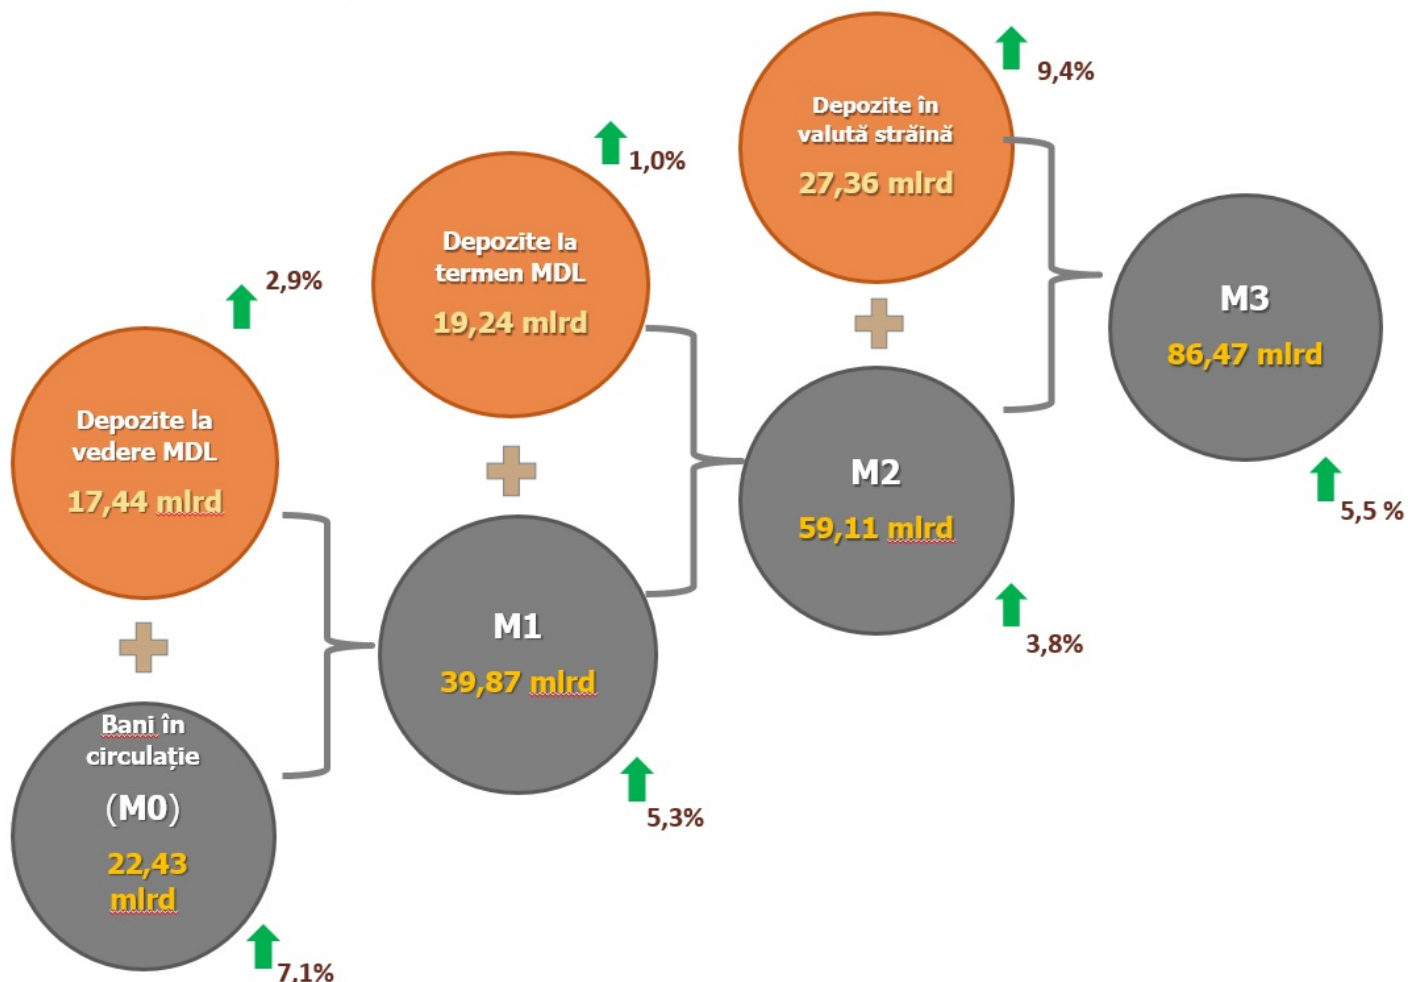 Depozite la
vedere MDL
17,44 mlrd
2,9%
Bani în
circulație
(M0)
22,43
mlrd
7,1%
Depozite la
termen MDL
19,24 mlrd
1,0%
M1
39,87 mlrd
5,3%
Depozite în
valută străină
27,36 mlrd
9,4%
M2
59,11 mlrd
3,8%
M3
86,47 mlrd
5,5 %